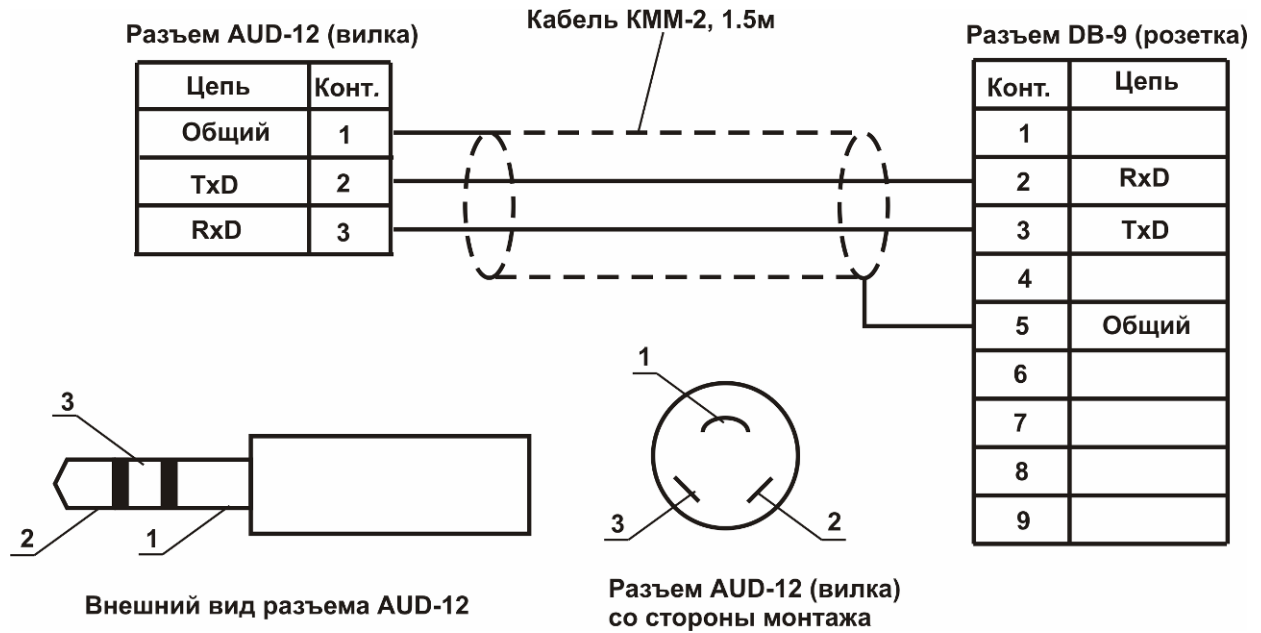 Кабель КММ-2, 1.5м
Разъем AUD-12 (вилка)
Цепь Конт.
Общий 1
TxD 2
RxD 3
Разъем DB-9 (розетка)
Конт. Цепь
1
2 RxD
3 TxD
4
5 Общий
6
7
8
9
3
2
1
Внешний вид разъема AUD-12
1
3
2
Разъем AUD-12 (вилка)
со стороны монтажа